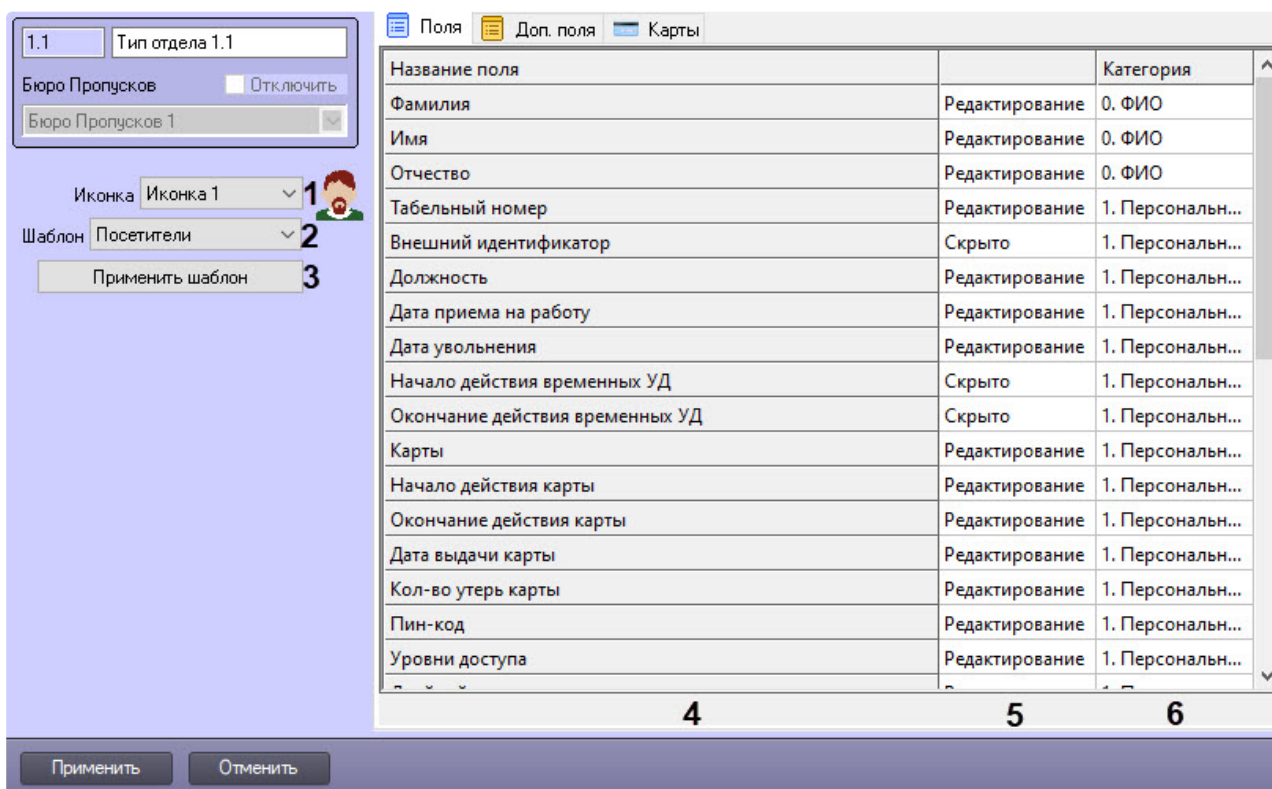 1.1 Тип отдела 1.1
Бюро Пропусков Отключить
Бюро Пропусков 1
Иконка Иконка 1 1
Шаблон Посетители 2
Применить шаблон 3
Поля Доп. поля Карты
Название поля Категория
Фамилия Редактирование 0. ФИО
Имя Редактирование 0. ФИО
Отчество Редактирование 0. ФИО
Табельный номер Редактирование 1. Персональн...
Внешний идентификатор Скрыто 1. Персональн...
Должность Редактирование 1. Персональн...
Дата приема на работу Редактирование 1. Персональн...
Дата увольнения Редактирование 1. Персональн...
Начало действия временных УД Скрыто 1. Персональн...
Окончание действия временных УД Скрыто 1. Персональн...
Карты Редактирование 1. Персональн...
Начало действия карты Редактирование 1. Персональн...
Окончание действия карты Редактирование 1. Персональн...
Дата выдачи карты Редактирование 1. Персональн...
Кол-во утерь карты Редактирование 1. Персональн...
Пин-код Редактирование 1. Персональн...
Уровни доступа Редактирование 1. Персональн...
4 5 6
Применить Отменить